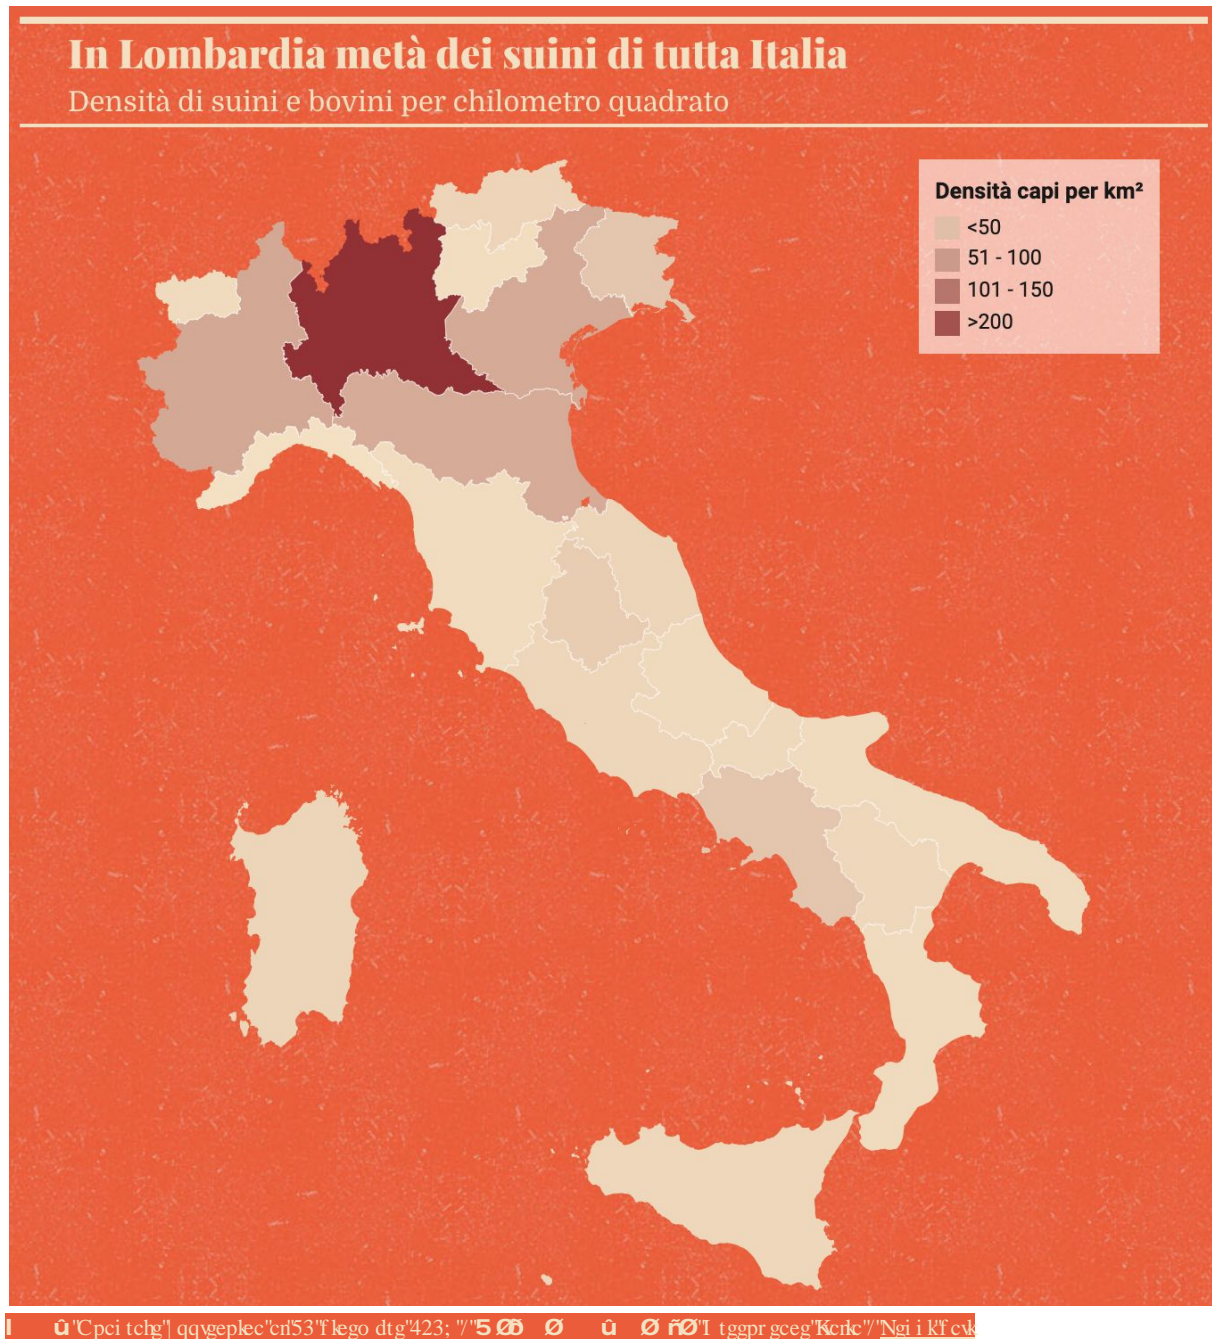 In Lombardia metà dei suini di tutta Italia
Densità di suini e bovini per chilometro quadrato
Densità capi per km²
<50
51 - 100
101 - 150
>200